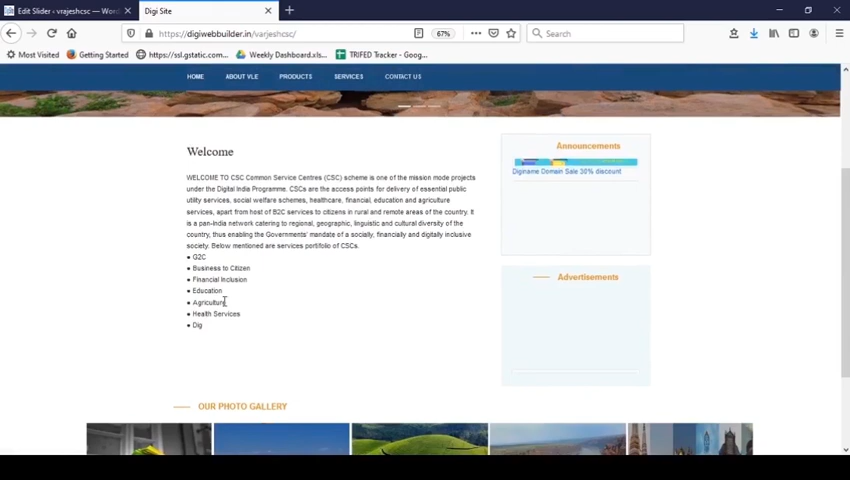 Edit Slider - vrajeshcsc — Word
Digi Site
https://digiwebbuilder.in/varjeshcsc/
67%
Search
Most Visited
Getting Started
https://ssl.gstatic.com...
Weekly Dashboard.xls...
TRIFED Tracker - Goog...
HOME
ABOUT VLE
PRODUCTS
SERVICES
CONTACT US
Welcome
WELCOME TO CSC Common Service Centres (CSC) scheme is one of the mission mode projects
under the Digital India Programme. CSCs are the access points for delivery of essential public
utility services, social welfare schemes, healthcare, financial, education and agriculture
services, apart from host of B2C services to citizens in rural and remote areas of the country. It
is a pan-India network catering to regional, geographic, linguistic and cultural diversity of the
country, thus enabling the Governments' mandate of a socially, financially and digitally inclusive
society. Below mentioned are services portifolio of CSCs.
● G2C
● Business to Citizen
● Financial Inclusion
● Education
● Agriculture
● Health Services
● Dig
Announcements
Diginame Domain Sale 30% discount
Advertisements
OUR PHOTO GALLERY